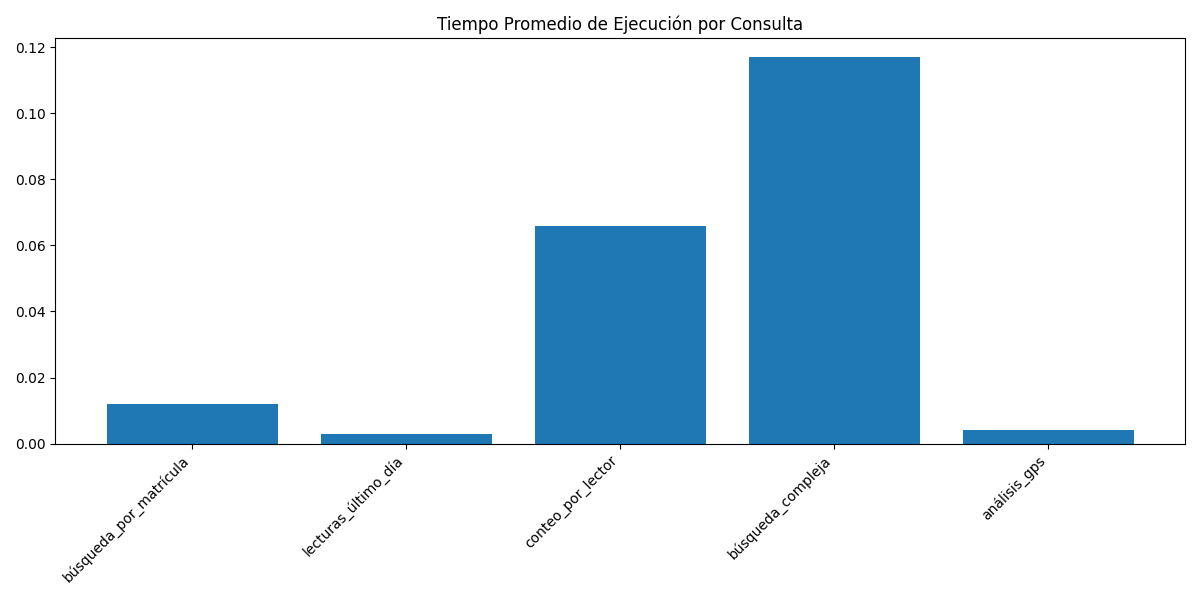 Tiempo Promedio de Ejecución por Consulta
0.12
0.10
0.08
0.06
0.04
0.02
0.00
búsqueda_por_matrícula
lecturas_último_día
conteo_por_lector
búsqueda_compleja
análisis_gps